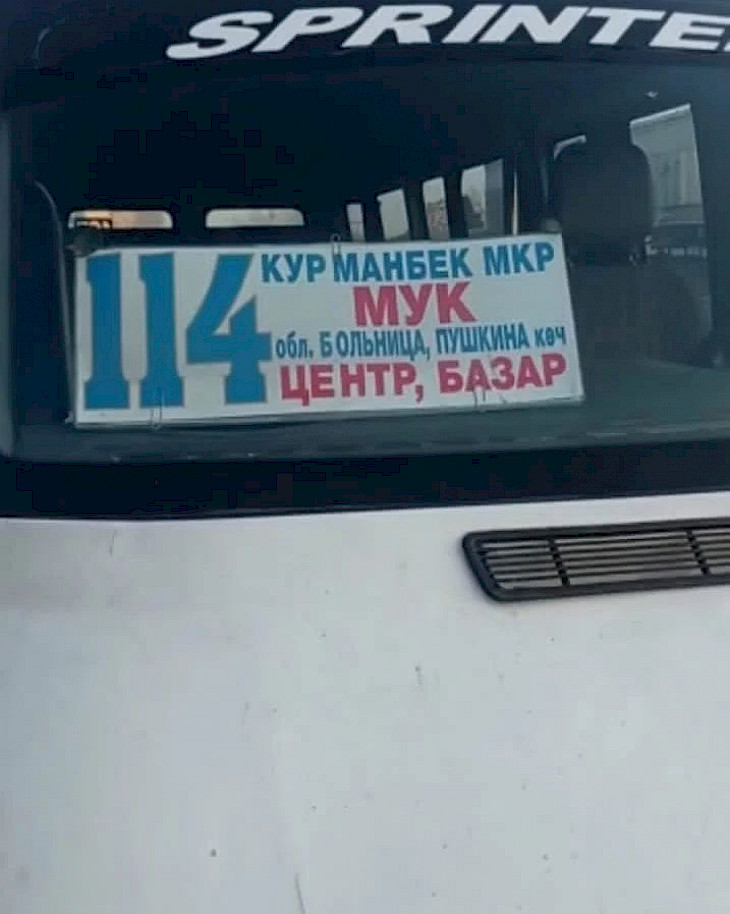 SPRINTE
114
КУРМАНБЕК МКР
МУК
обл. БОЛЬНИЦА, ПУШКИНА көч
ЦЕНТР, БАЗАР